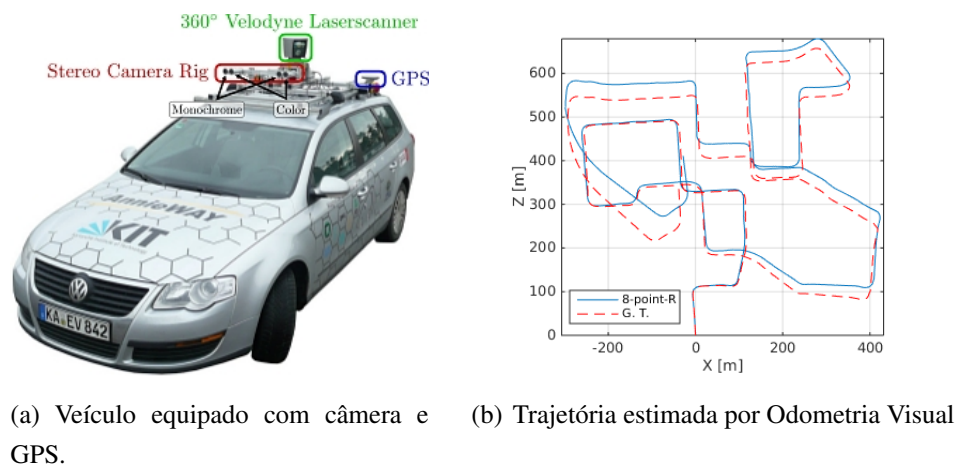 360° Velodyne Laserscanner
Stereo Camera Rig
GPS
Monochrome
Color
AnnieWAY
KIT
KA EV 842
600
500
400
300
200
100
0
Z [m]
8-point-R
G. T.
-200
0
200
400
X [m]
(a) Veículo equipado com câmera e
GPS.
(b) Trajetória estimada por Odometria Visual